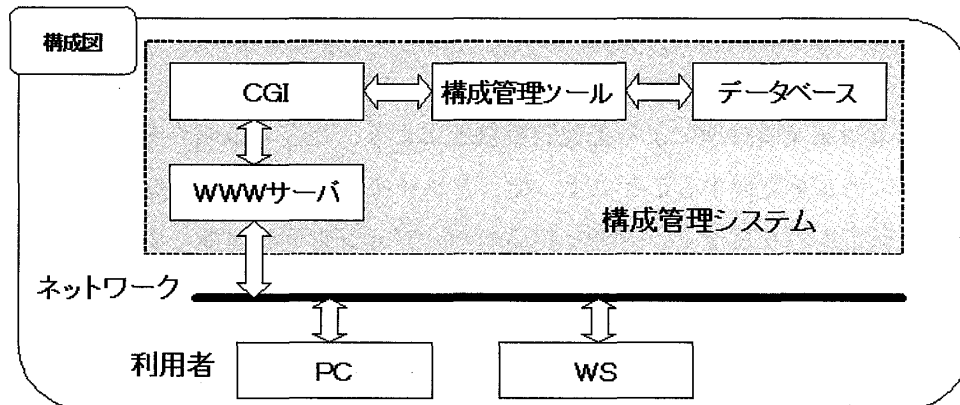 構成図
CGI
構成管理ツール
データベース
WWWサーバ
構成管理システム
ネットワーク
利用者
PC
WS